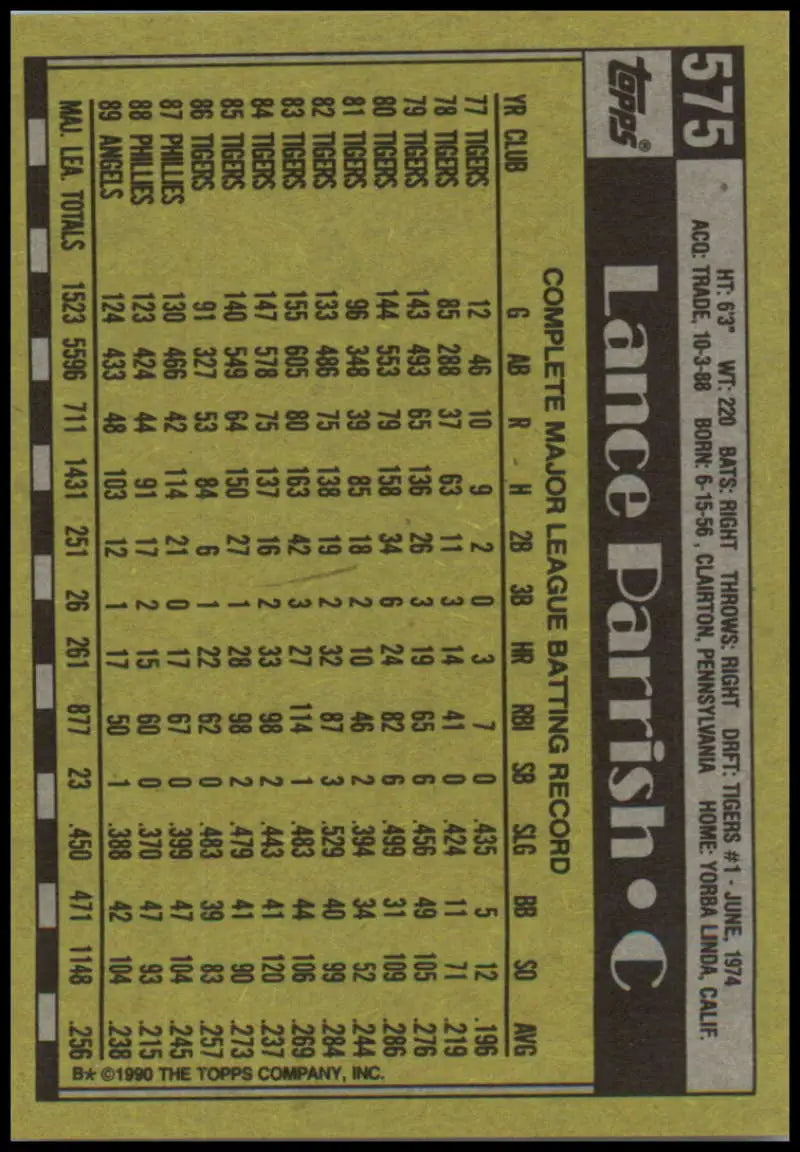 575
HT: 6'3" WT: 220 BATS: RIGHT THROWS: RIGHT DRFT: TIGERS #1 - JUNE, 1974
ACQ: TRADE, 10-3-88 BORN: 6-15-56, CLAIRTON, PENNSYLVANIA HOME: YORBA LINDA, CALIF.
topps®
Lance Parrish • C
COMPLETE MAJOR LEAGUE BATTING RECORD
YR CLUB G AB R H 2B 3B HR RBI SB SLG BB SO AVG
77 TIGERS 12 46 10 9 2 0 3 7 0 .435 5 12 .196
78 TIGERS 85 288 37 63 11 3 14 41 0 .424 11 71 .219
79 TIGERS 143 493 65 136 26 3 19 65 6 .456 49 105 .276
80 TIGERS 144 553 79 158 34 6 24 82 6 .499 31 109 .286
81 TIGERS 96 348 39 85 18 2 10 46 2 .394 34 52 .244
82 TIGERS 133 486 75 138 19 2 32 87 3 .529 40 99 .284
83 TIGERS 155 605 80 163 42 3 27 114 1 .483 44 106 .269
84 TIGERS 147 578 75 137 16 2 33 98 2 .443 41 120 .237
85 TIGERS 140 549 64 150 27 1 28 98 2 .479 41 90 .273
86 TIGERS 91 327 53 84 6 1 22 62 0 .483 39 83 .257
87 PHILLIES 130 466 42 114 21 0 17 67 0 .399 47 104 .245
88 PHILLIES 123 424 44 91 17 2 15 60 0 .370 47 93 .215
89 ANGELS 124 433 48 103 12 1 17 50 1 .388 42 104 .238
MAJ. LEA. TOTALS 1523 5596 711 1431 251 26 261 877 23 .450 471 1148 .256
B* ©1990 THE TOPPS COMPANY, INC.